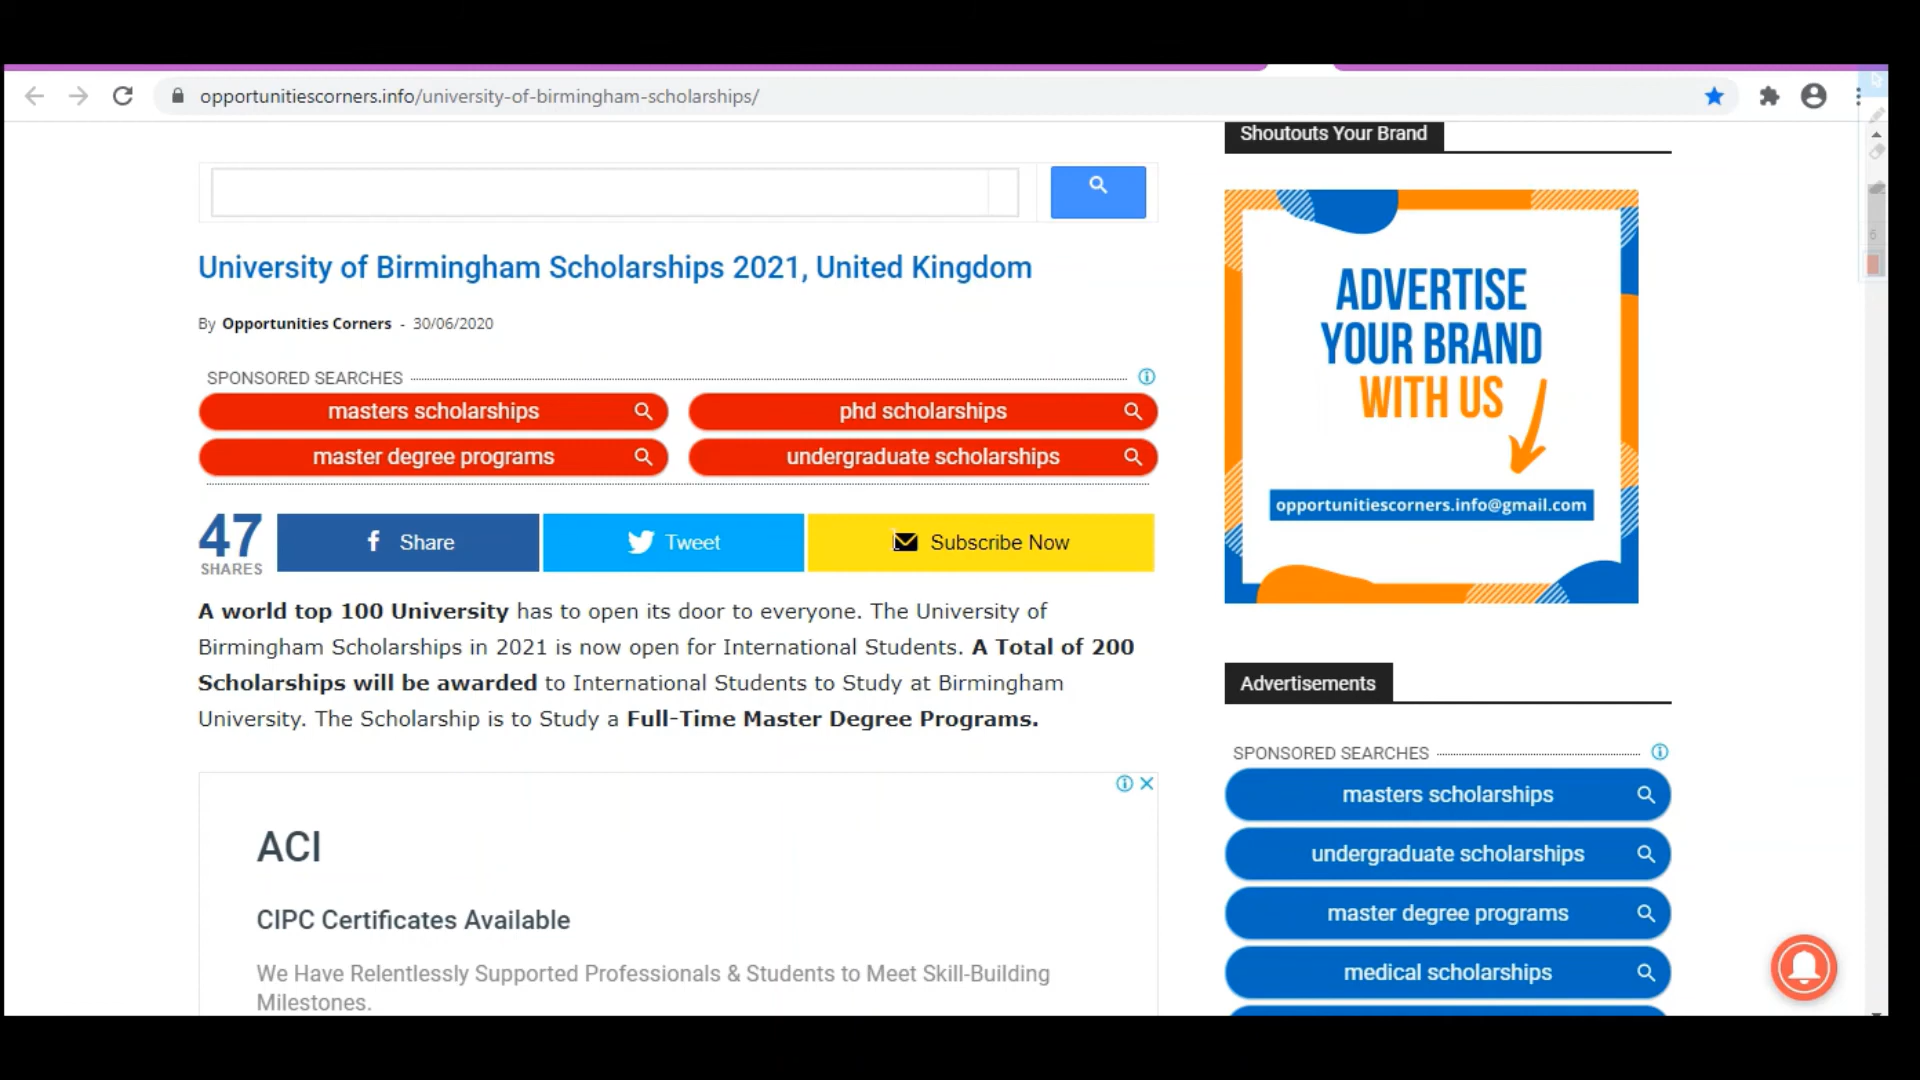 opportunitiescorners.info/university-of-birmingham-scholarships/
Shoutouts Your Brand
University of Birmingham Scholarships 2021, United Kingdom
By Opportunities Corners - 30/06/2020
SPONSORED SEARCHES
masters scholarships
phd scholarships
master degree programs
undergraduate scholarships
47
SHARES
Share
Tweet
Subscribe Now
A world top 100 University has to open its door to everyone. The University of
Birmingham Scholarships in 2021 is now open for International Students. A Total of 200
Scholarships will be awarded to International Students to Study at Birmingham
University. The Scholarship is to Study a Full-Time Master Degree Programs.
ACI
CIPC Certificates Available
We Have Relentlessly Supported Professionals & Students to Meet Skill-Building
Milestones.
ADVERTISE
YOUR BRAND
WITH US
opportunitiescorners.info@gmail.com
Advertisements
SPONSORED SEARCHES
masters scholarships
undergraduate scholarships
master degree programs
medical scholarships
6